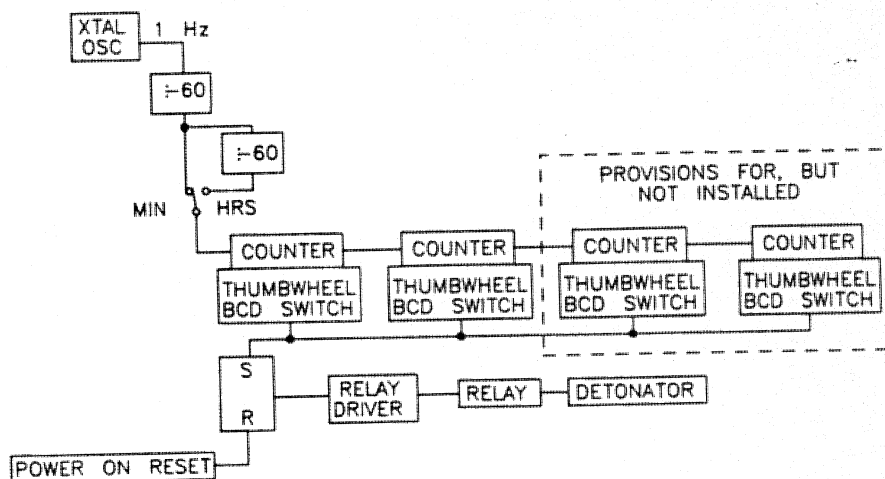 XTAL OSC
1 Hz
÷60
÷60
MIN
HRS
PROVISIONS FOR, BUT
NOT INSTALLED
COUNTER
COUNTER
COUNTER
COUNTER
THUMBWHEEL
BCD SWITCH
THUMBWHEEL
BCD SWITCH
THUMBWHEEL
BCD SWITCH
THUMBWHEEL
BCD SWITCH
S
R
RELAY
DRIVER
RELAY
DETONATOR
POWER ON RESET